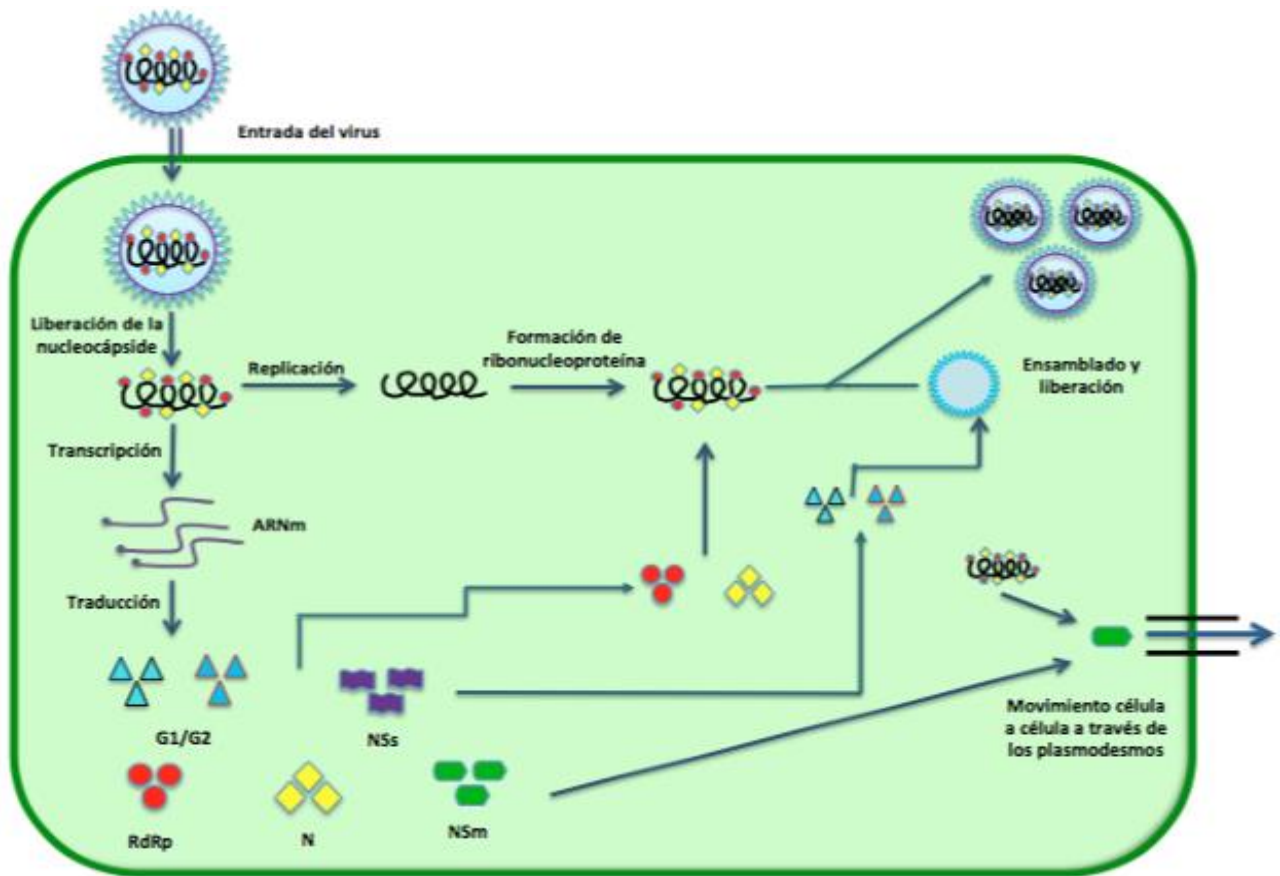 Entrada del virus
Liberación de la
nucleocápside
Replicación
Formación de
ribonucleoproteína
Ensamblado y
liberación
Transcripción
ARNm
Traducción
G1/G2
NSs
Movimiento célula
a célula a través de
los plasmodesmos
RdRp
N
NSm